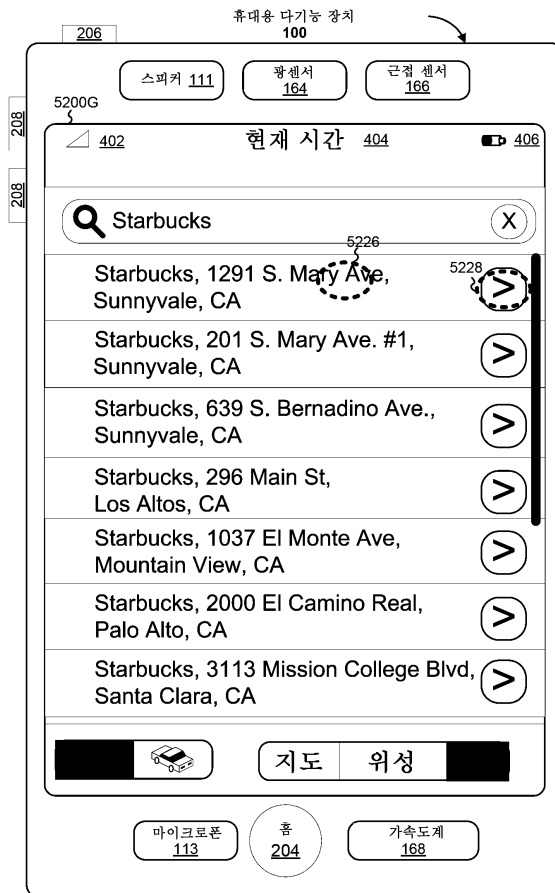 휴대용 다기능 장치
100
206
스피커 111
광센서
164
근접 센서
166
5200G
208
208
402
현재 시간 404
406
Starbucks
X
5226
5228
Starbucks, 1291 S. Mary Ave,
Sunnyvale, CA
>
Starbucks, 201 S. Mary Ave. #1,
Sunnyvale, CA
>
Starbucks, 639 S. Bernadino Ave.,
Sunnyvale, CA
>
Starbucks, 296 Main St,
Los Altos, CA
>
Starbucks, 1037 El Monte Ave,
Mountain View, CA
>
Starbucks, 2000 El Camino Real,
Palo Alto, CA
>
Starbucks, 3113 Mission College Blvd,
Santa Clara, CA
>
지도 위성
마이크로폰
113
홈
204
가속도계
168